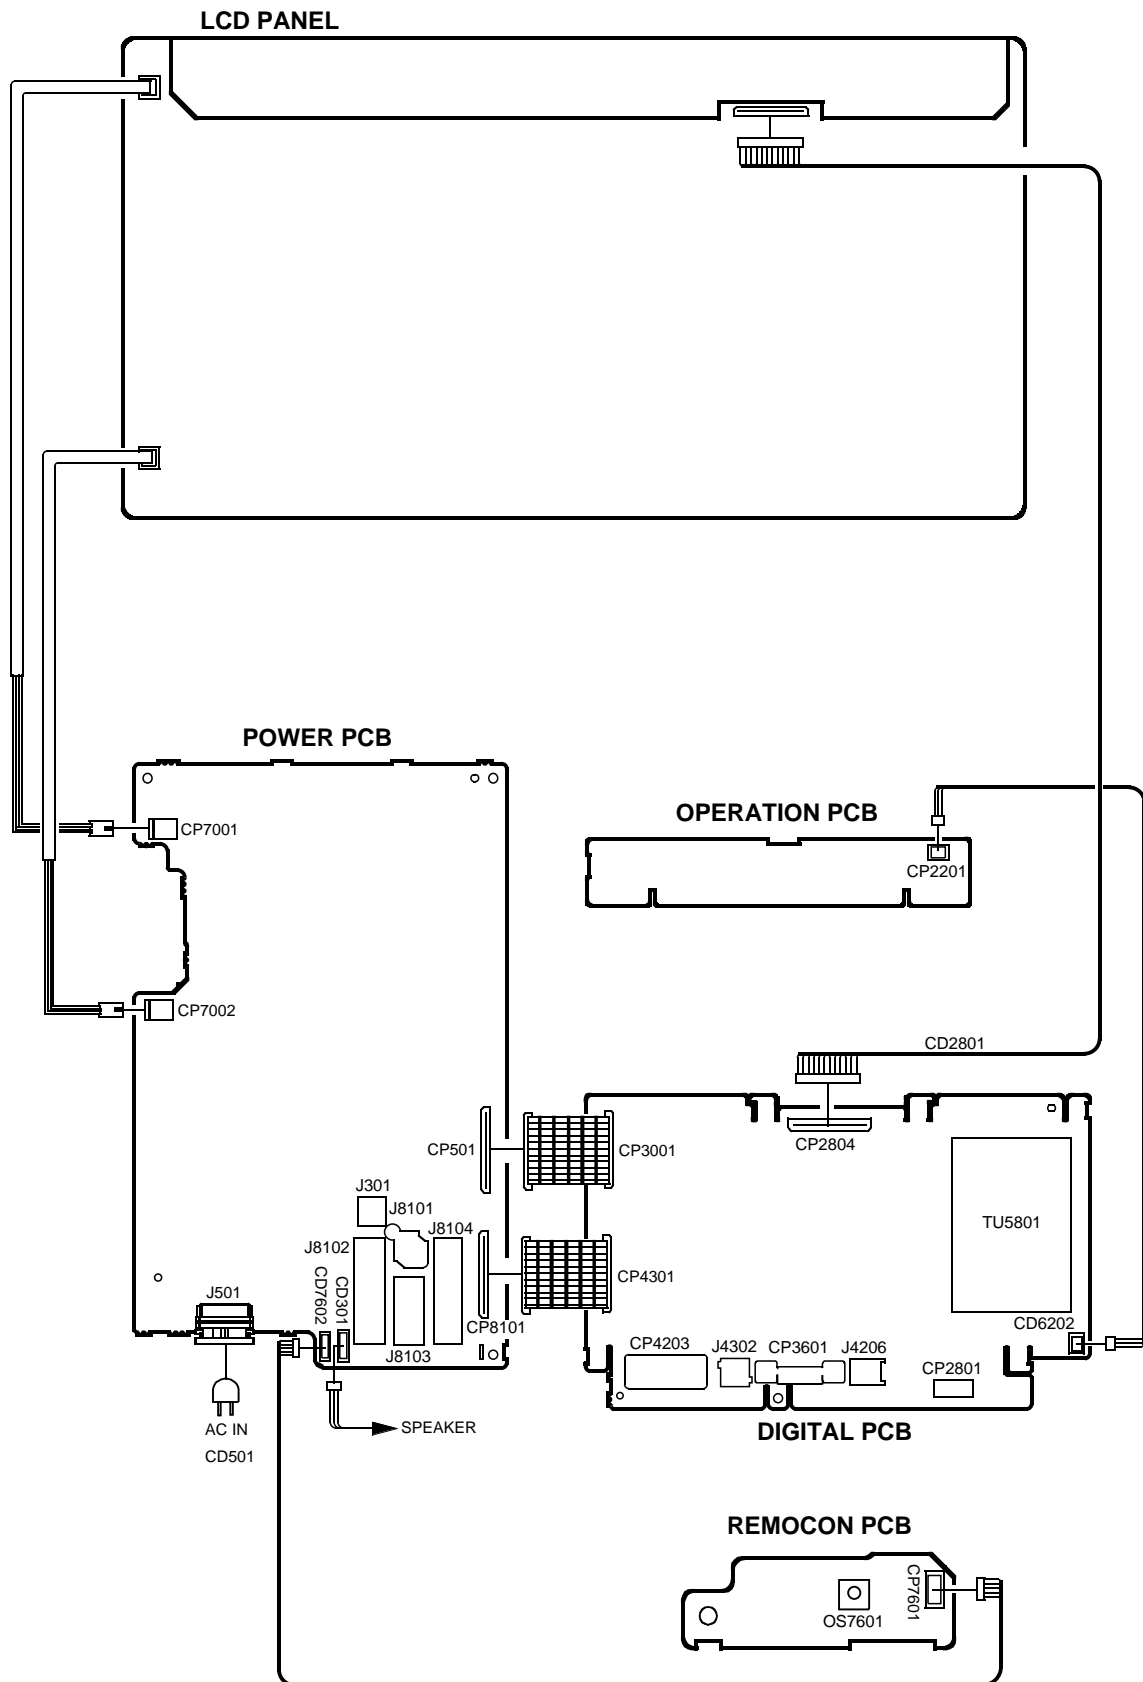 LCD PANEL
POWER PCB
CP7001
OPERATION PCB
CP2201
CP7002
CD2801
CP501
CP3001
CP2804
J301
J8101
J8104
J8102
TU5801
CD7602
CD301
CP4301
J501
CP8101
CD6202
J8103
CP4203
J4302
CP3601
J4206
CP2801
AC IN
CD501
SPEAKER
DIGITAL PCB
REMOCON PCB
CP7601
OS7601